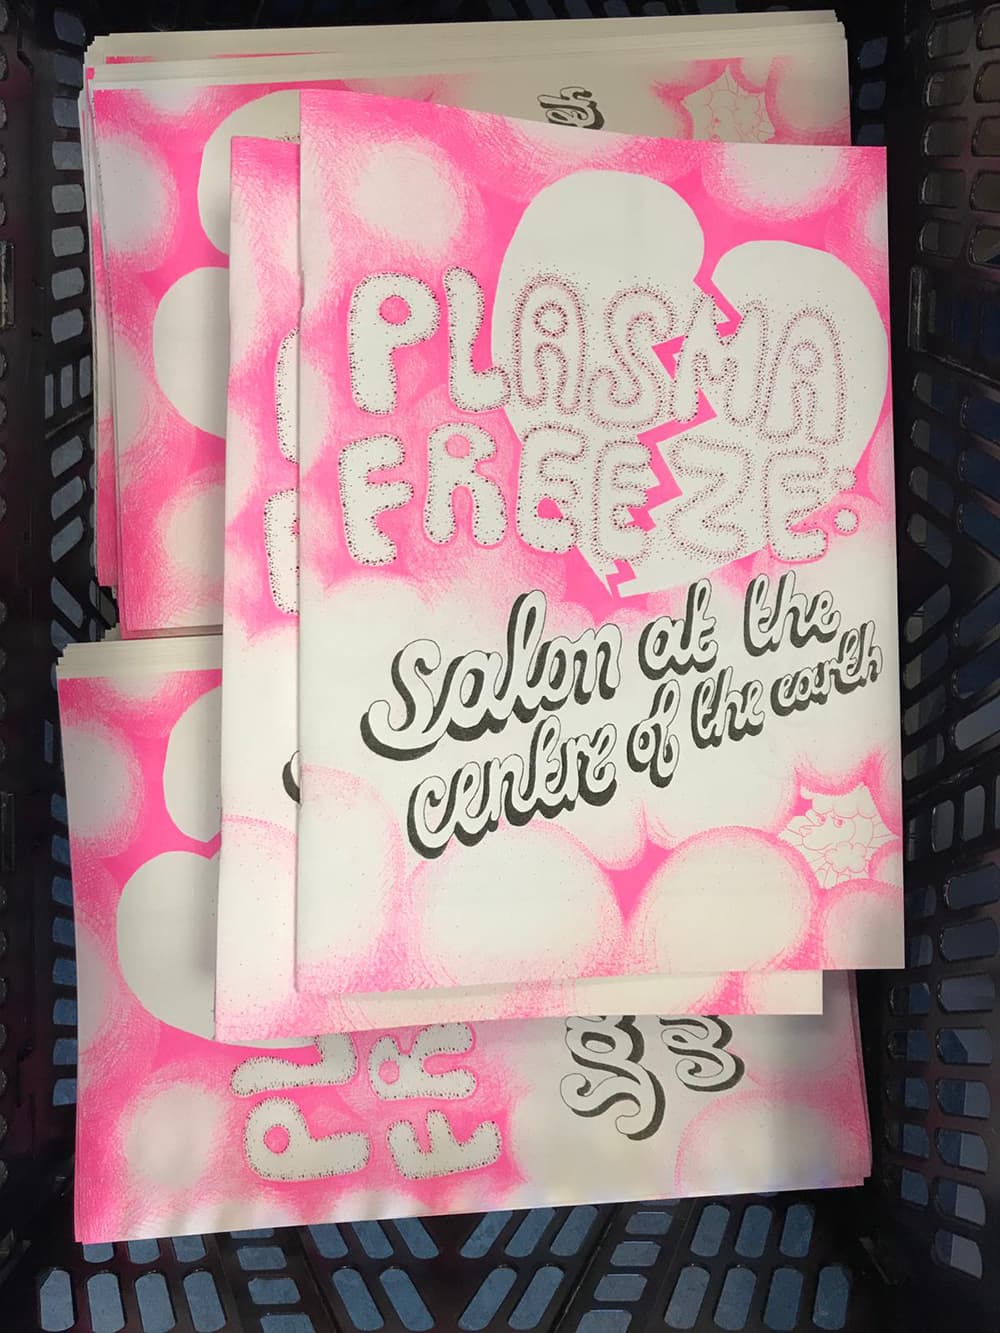 PLASMA
FREEZE:
Salon at the
centre of the earth